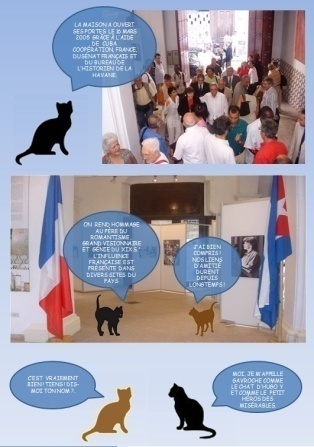 LA MAISON A OUVERT
SES PORTES LE 16 MARS
2005 GRÂCE À L'AIDE
DE CUBA
COOPÉRATION, FRANCE,
DU SÉNAT FRANÇAIS ET
DU BUREAU DE
L'HISTORIEN DE LA
HAVANE.
ON REND HOMMAGE
AU PÈRE DU
ROMANTISME,
GRAND VISIONNAIRE
ET GÉNIE DU XIXS.
L'INFLUENCE
FRANÇAISE EST
PRÉSENTE DANS
DIVERS SITES DU
PAYS
J'AI BIEN
COMPRIS!
NOS LIENS
D'AMITIÉ
DURENT
DEPUIS
LONGTEMPS!
C'EST VRAIMENT
BIEN! TIENS! DIS-
MOI TON NOM?.
MOI, JE M'APPELLE
GAVROCHE COMME
LE CHAT D'HUGO Y
ET COMME LE PETIT
HÉROS DES
MISÉRABLES.